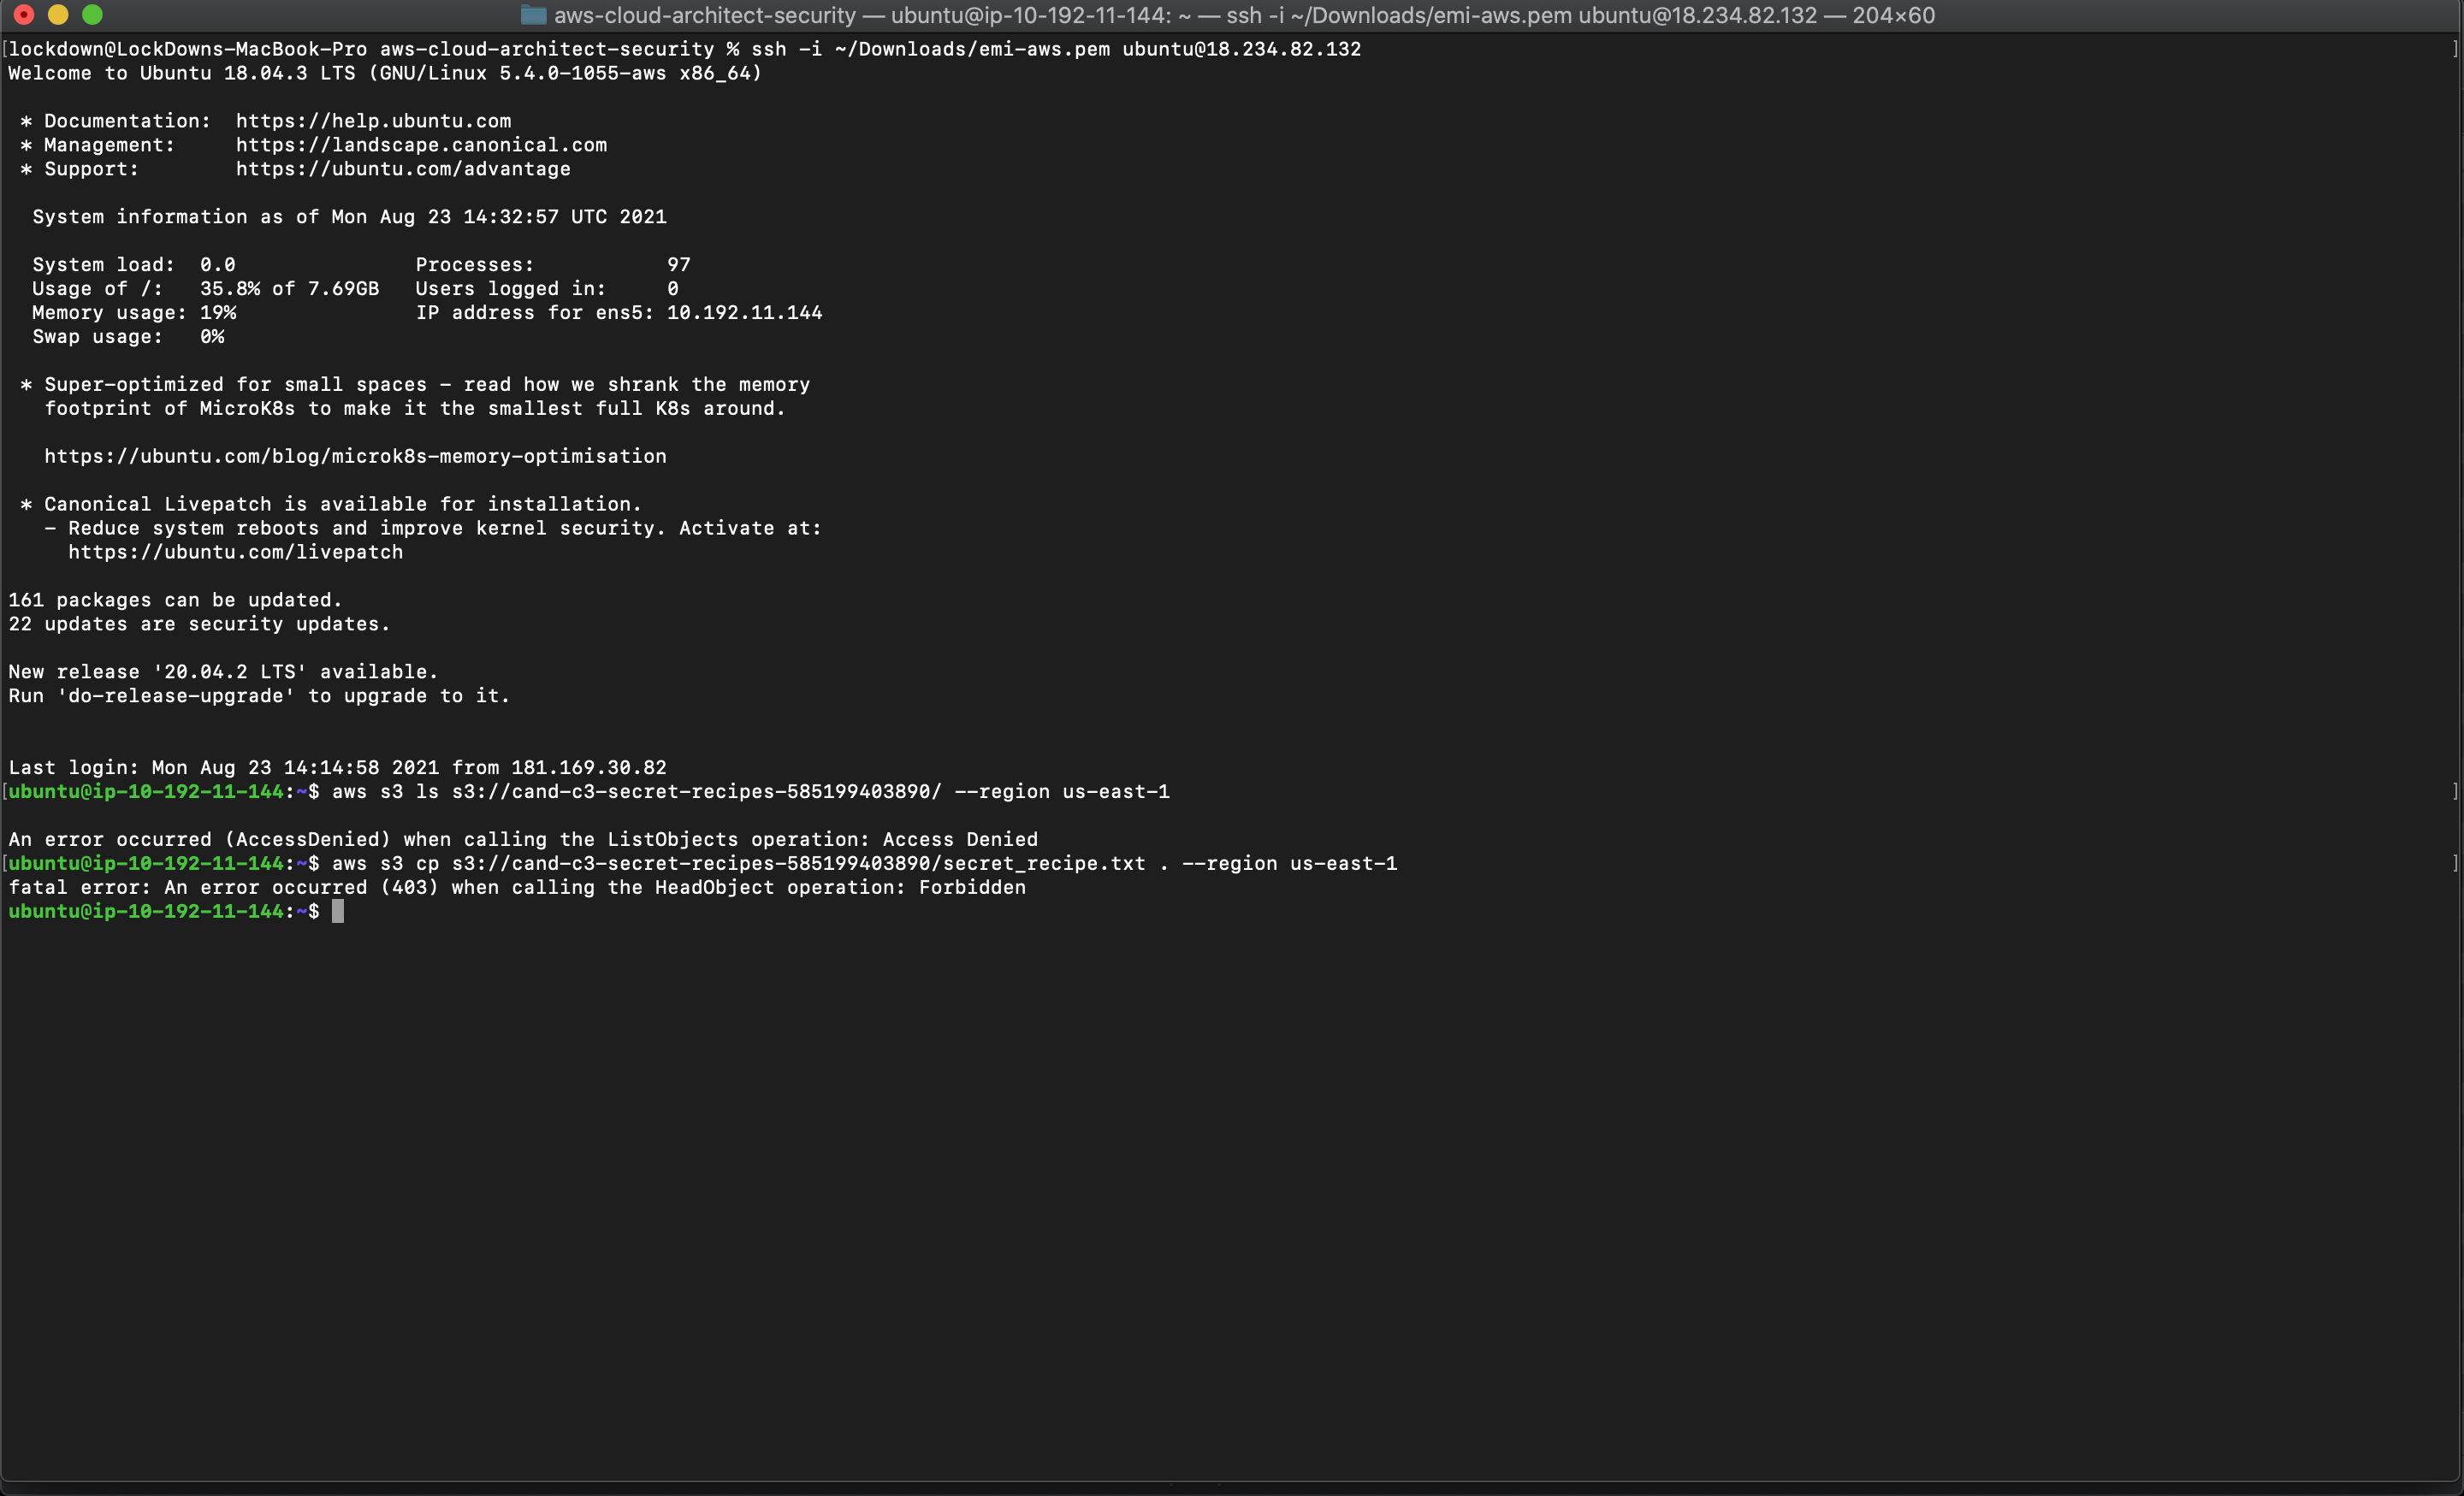 aws-cloud-architect-security — ubuntu@ip-10-192-11-144: ~ — ssh -i ~/Downloads/emi-aws.pem ubuntu@18.234.82.132 — 204×60
[lockdown@LockDowns-MacBook-Pro aws-cloud-architect-security % ssh -i ~/Downloads/emi-aws.pem ubuntu@18.234.82.132 ]
Welcome to Ubuntu 18.04.3 LTS (GNU/Linux 5.4.0-1055-aws x86_64)
* Documentation:  https://help.ubuntu.com
* Management:     https://landscape.canonical.com
* Support:        https://ubuntu.com/advantage
System information as of Mon Aug 23 14:32:57 UTC 2021
System load:  0.0               Processes:           97
Usage of /:   35.8% of 7.69GB   Users logged in:     0
Memory usage: 19%               IP address for ens5: 10.192.11.144
Swap usage:   0%
* Super-optimized for small spaces - read how we shrank the memory
footprint of MicroK8s to make it the smallest full K8s around.
https://ubuntu.com/blog/microk8s-memory-optimisation
* Canonical Livepatch is available for installation.
- Reduce system reboots and improve kernel security. Activate at:
https://ubuntu.com/livepatch
161 packages can be updated.
22 updates are security updates.
New release '20.04.2 LTS' available.
Run 'do-release-upgrade' to upgrade to it.
Last login: Mon Aug 23 14:14:58 2021 from 181.169.30.82
[ubuntu@ip-10-192-11-144:~$ aws s3 ls s3://cand-c3-secret-recipes-585199403890/ --region us-east-1 ]
An error occurred (AccessDenied) when calling the ListObjects operation: Access Denied
[ubuntu@ip-10-192-11-144:~$ aws s3 cp s3://cand-c3-secret-recipes-585199403890/secret_recipe.txt . --region us-east-1 ]
fatal error: An error occurred (403) when calling the HeadObject operation: Forbidden
ubuntu@ip-10-192-11-144:~$